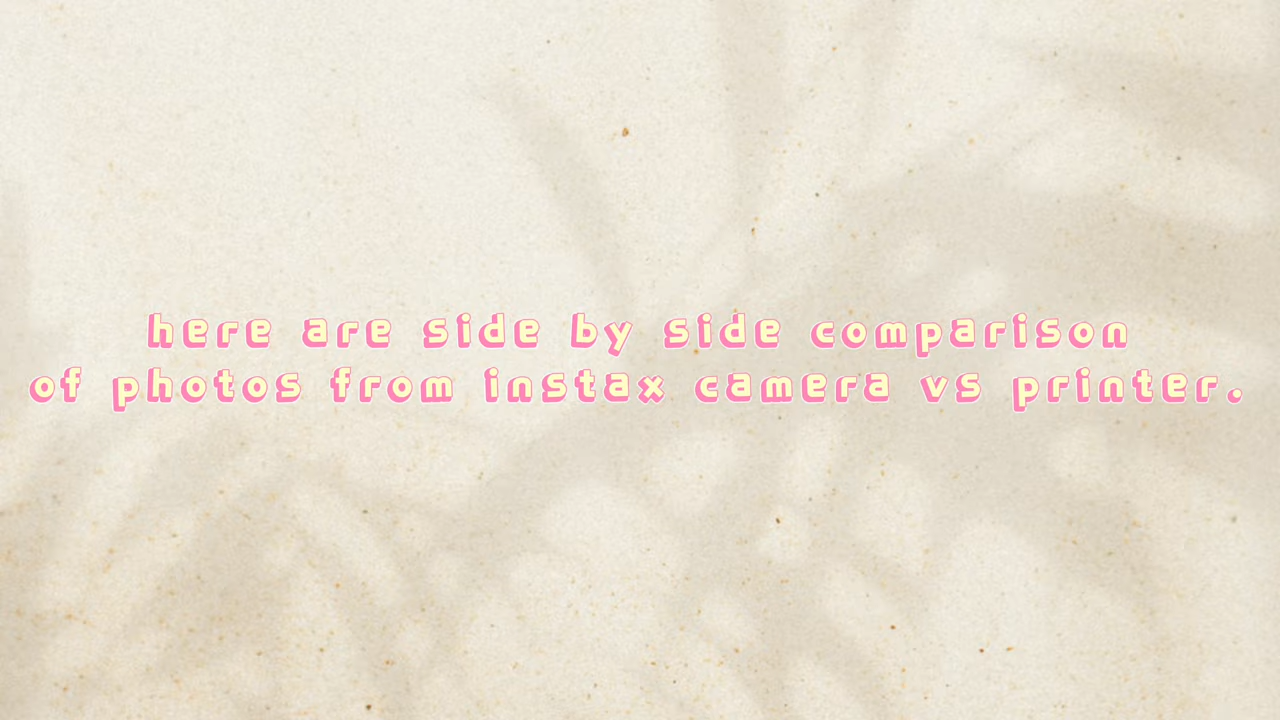 here are side by side comparison
of photos from instax camera vs printer.